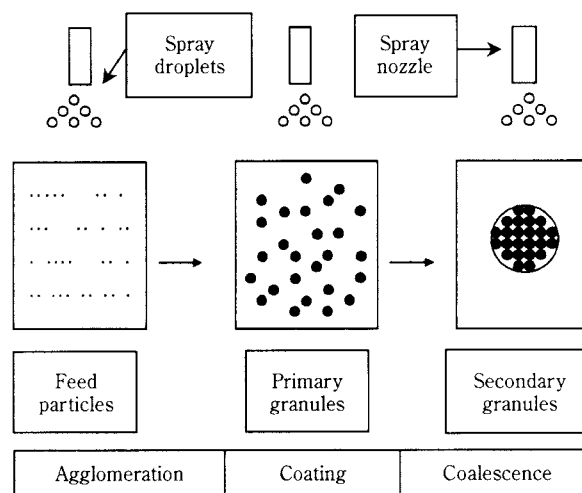 Spray
droplets
Spray
nozzle
Feed
particles
Primary
granules
Secondary
granules
Agglomeration
Coating
Coalescence